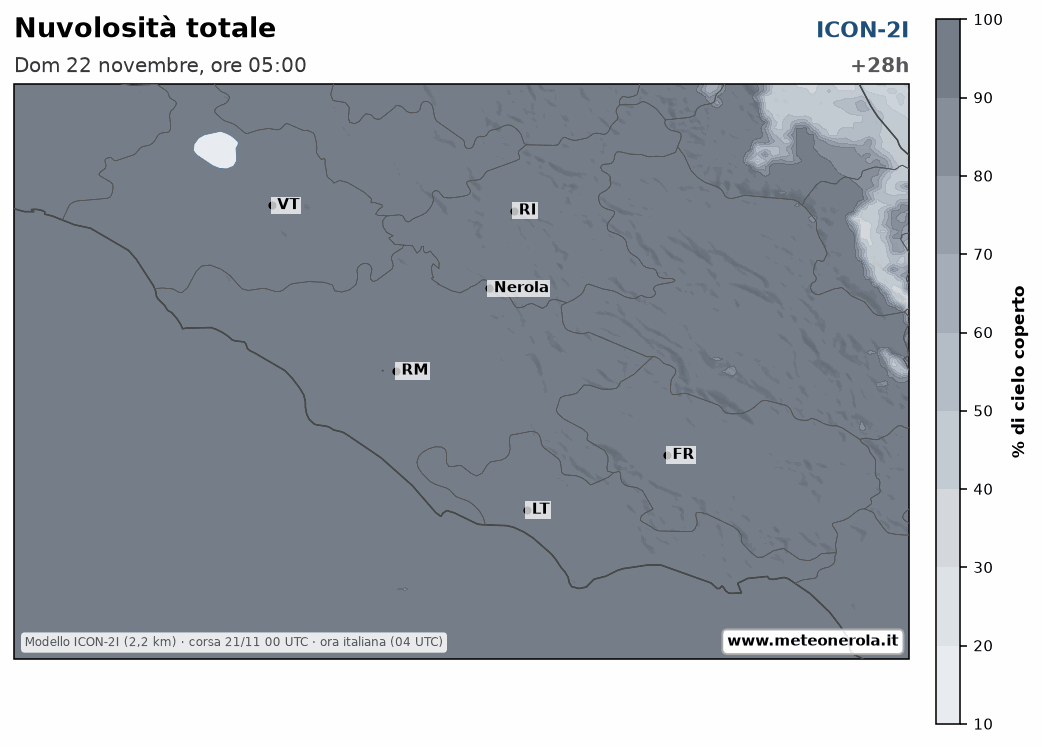 Nuvolosità totale
ICON-2I
Dom 22 novembre, ore 05:00
+28h
100
90
80
70
60
50
40
30
20
10
% di cielo coperto
VT
RI
Nerola
RM
FR
LT
Modello ICON-2I (2,2 km) · corsa 21/11 00 UTC · ora italiana (04 UTC)
www.meteonerola.it